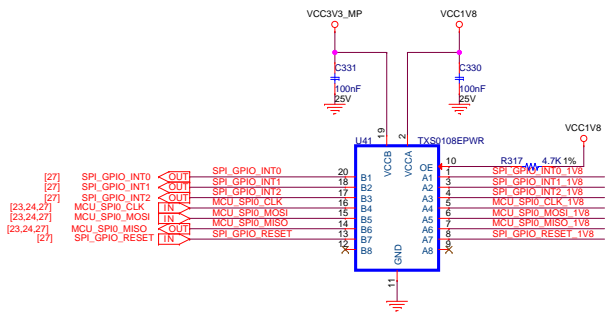 VCC3V3_MP VCC1V8
C331 C330
100nF 100nF
25V 25V
VCC1V8
U41 TXS0108EPWR
19 2
VCCB VCCA
OE 10 R317 4.7K 1%
[27] SPI_GPIO_INT0 OUT SPI_GPIO_INT0 20 B1 A1 1 SPI_GPIO_INT0_1V8
[27] SPI_GPIO_INT1 OUT SPI_GPIO_INT1 18 B2 A2 3 SPI_GPIO_INT1_1V8
[27] SPI_GPIO_INT2 OUT SPI_GPIO_INT2 17 B3 A3 4 SPI_GPIO_INT2_1V8
[23,24,27] MCU_SPI0_CLK IN MCU_SPI0_CLK 16 B4 A4 5 MCU_SPI0_CLK_1V8
[23,24,27] MCU_SPI0_MOSI IN MCU_SPI0_MOSI 15 B5 A5 6 MCU_SPI0_MOSI_1V8
[23,24,27] MCU_SPI0_MISO OUT MCU_SPI0_MISO 14 B6 A6 7 MCU_SPI0_MISO_1V8
[27] SPI_GPIO_RESET IN SPI_GPIO_RESET 13 B7 A7 8 SPI_GPIO_RESET_1V8
12 B8 A8 9
GND
11